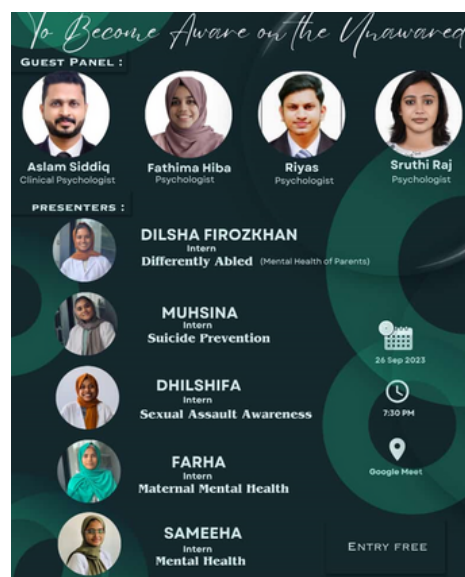 To Become Aware on the Unawared
GUEST PANEL :
Aslam Siddiq
Clinical Psychologist
Fathima Hiba
Psychologist
Riyas
Psychologist
Sruthi Raj
Psychologist
PRESENTERS :
DILSHA FIROZKHAN
Intern
Differently Abled (Mental Health of Parents)
MUHSINA
Intern
Suicide Prevention
DHILSHIFA
Intern
Sexual Assault Awareness
FARHA
Intern
Maternal Mental Health
SAMEEHA
Intern
Mental Health
26 Sep 2023
7:30 PM
Google Meet
ENTRY FREE